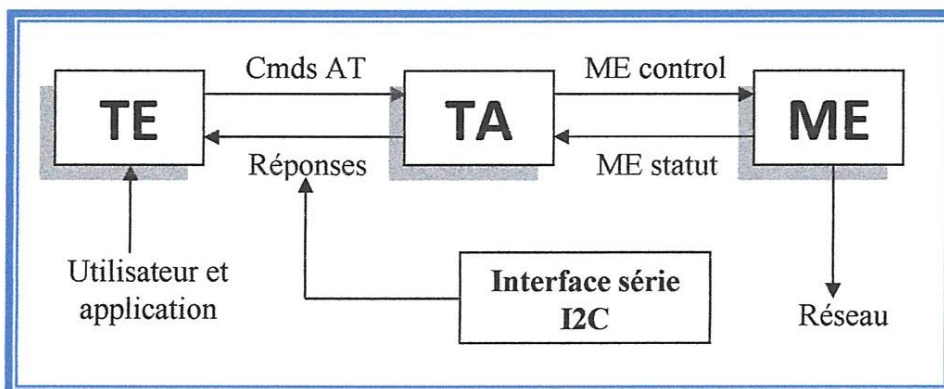 Cmds AT
ME control
TE
TA
ME
Réponses
ME statut
Utilisateur et
application
Interface série
I2C
Réseau